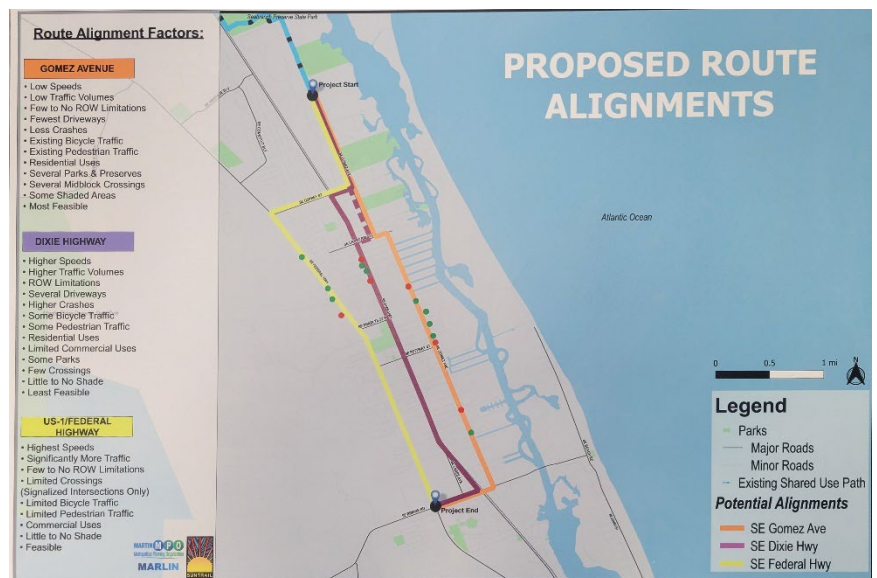 Route Alignment Factors:
GOMEZ AVENUE
• Low Speeds
• Low Traffic Volumes
• Few to No ROW Limitations
• Fewest Driveways
• Less Crashes
• Existing Bicycle Traffic
• Existing Pedestrian Traffic
• Residential Uses
• Several Parks & Preserves
• Several Midblock Crossings
• Some Shaded Areas
• Most Feasible
DIXIE HIGHWAY
• Higher Speeds
• Higher Traffic Volumes
• ROW Limitations
• Several Driveways
• Higher Crashes
• Some Bicycle Traffic
• Some Pedestrian Traffic
• Residential Uses
• Limited Commercial Uses
• Some Parks
• Few Crossings
• Little to No Shade
• Least Feasible
US-1/FEDERAL
HIGHWAY
• Highest Speeds
• Significantly More Traffic
• Few to No ROW Limitations
• Limited Crossings
(Signalized Intersections Only)
• Limited Bicycle Traffic
• Limited Pedestrian Traffic
• Commercial Uses
• Little to No Shade
• Feasible
MARTIN MPO
MARLIN
SUNTRAIL
Preserve State Park
Project Start
Project End
PROPOSED ROUTE
ALIGNMENTS
Atlantic Ocean
0 0.5 1 mi
N
Legend
Parks
Major Roads
Minor Roads
Existing Shared Use Path
Potential Alignments
SE Gomez Ave
SE Dixie Hwy
SE Federal Hwy